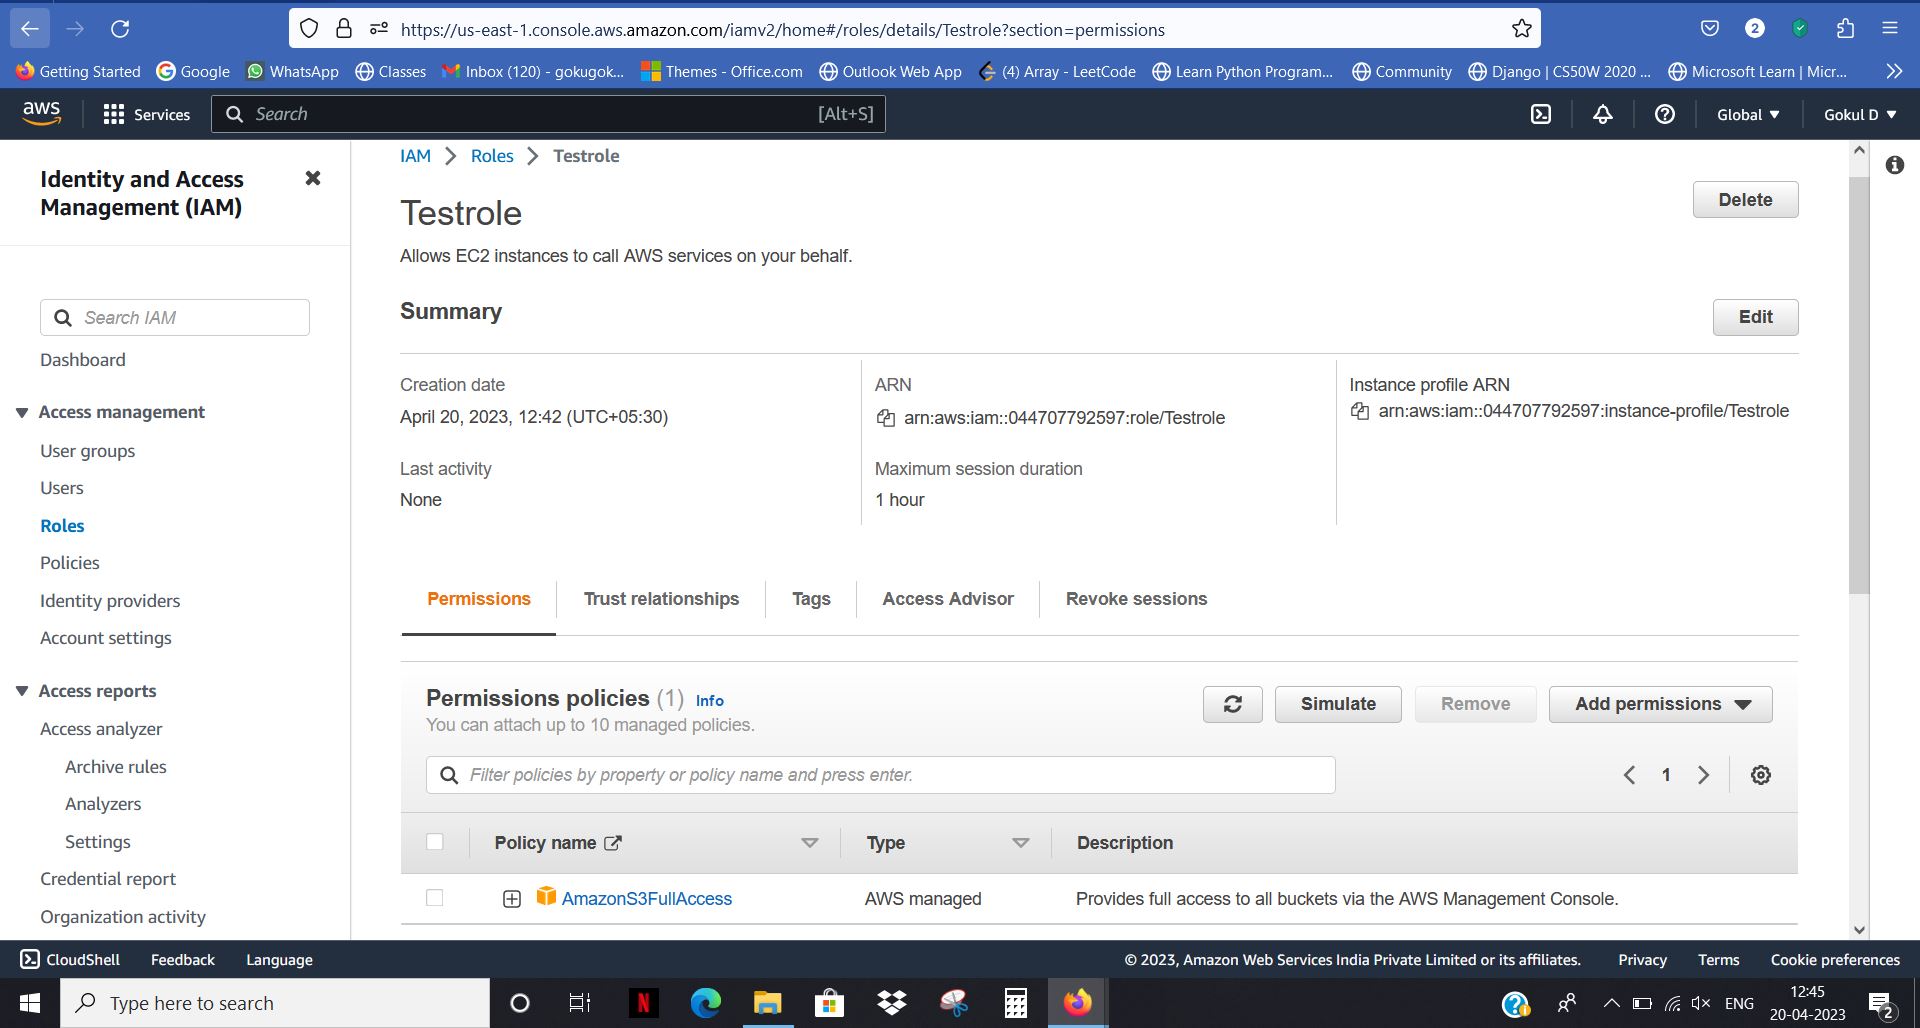 https://us-east-1.console.aws.amazon.com/iamv2/home#/roles/details/Testrole?section=permissions
2
Getting Started Google WhatsApp Classes Inbox (120) - gokugok... Themes - Office.com Outlook Web App (4) Array - LeetCode Learn Python Program... Community Django | CS50W 2020 ... Microsoft Learn | Micr...
aws Services Search [Alt+S] Global Gokul D
Identity and Access
Management (IAM)
Search IAM
Dashboard
Access management
User groups
Users
Roles
Policies
Identity providers
Account settings
Access reports
Access analyzer
Archive rules
Analyzers
Settings
Credential report
Organization activity
IAM Roles Testrole
Testrole
Delete
Allows EC2 instances to call AWS services on your behalf.
Summary
Edit
Creation date
April 20, 2023, 12:42 (UTC+05:30)
Last activity
None
ARN
arn:aws:iam::044707792597:role/Testrole
Maximum session duration
1 hour
Instance profile ARN
arn:aws:iam::044707792597:instance-profile/Testrole
Permissions Trust relationships Tags Access Advisor Revoke sessions
Permissions policies (1) Info
You can attach up to 10 managed policies.
Simulate Remove Add permissions
Filter policies by property or policy name and press enter.
1
Policy name Type Description
AmazonS3FullAccess AWS managed Provides full access to all buckets via the AWS Management Console.
CloudShell Feedback Language © 2023, Amazon Web Services India Private Limited or its affiliates. Privacy Terms Cookie preferences
Type here to search
N
ENG
12:45
20-04-2023
2